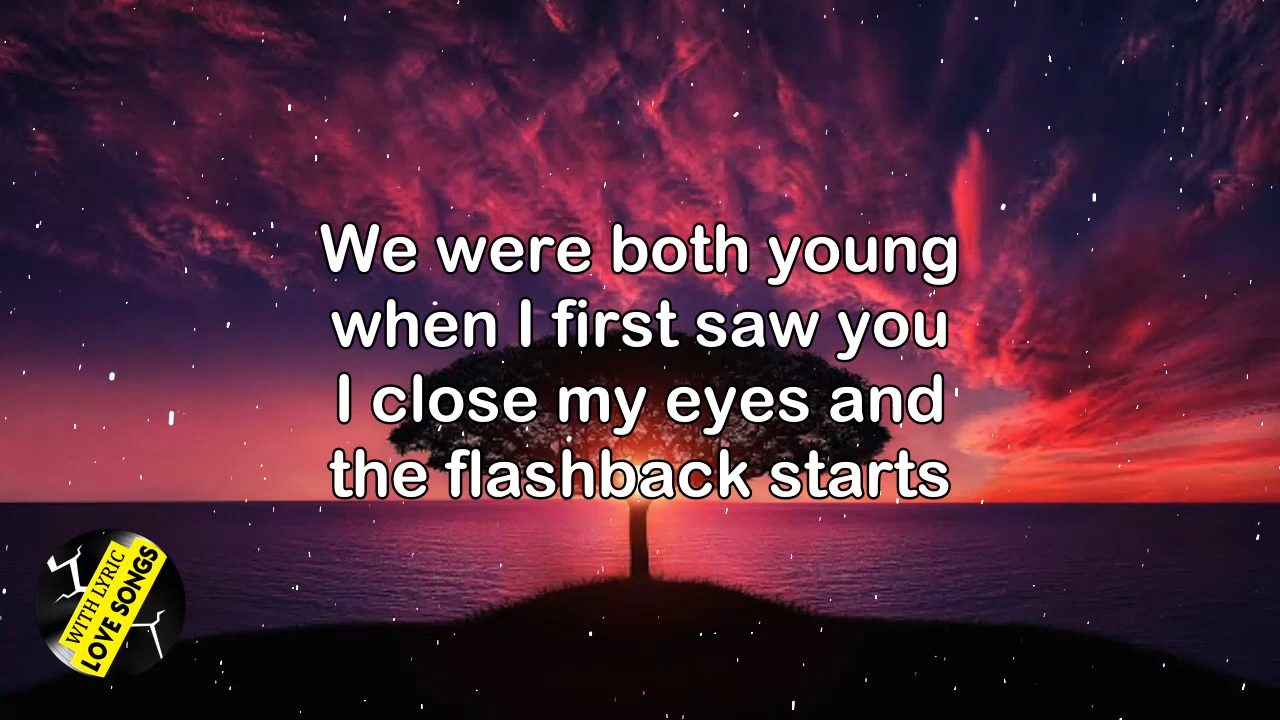 We were both young
when I first saw you
I close my eyes and
the flashback starts
WITH LYRIC
LOVE SONGS